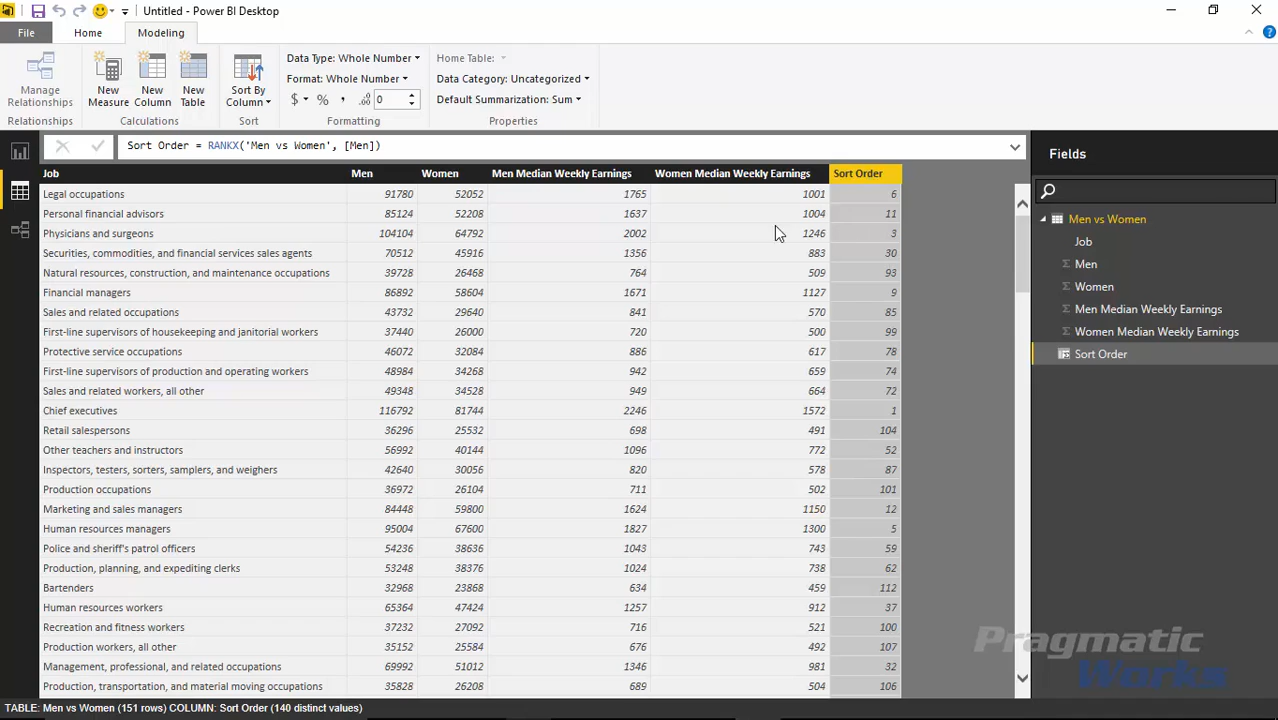 Untitled - Power BI Desktop
File Home Modeling
Manage Relationships
New Measure
New Column
New Table
Sort By Column
Data Type: Whole Number
Format: Whole Number
$ % , .00 0
Home Table:
Data Category: Uncategorized
Default Summarization: Sum
Relationships Calculations Sort Formatting Properties
Sort Order = RANKX('Men vs Women', [Men])
Job Men Women Men Median Weekly Earnings Women Median Weekly Earnings Sort Order
Legal occupations 91780 52052 1765 1001 6
Personal financial advisors 85124 52208 1637 1004 11
Physicians and surgeons 104104 64792 2002 1246 3
Securities, commodities, and financial services sales agents 70512 45916 1356 883 30
Natural resources, construction, and maintenance occupations 39728 26468 764 509 93
Financial managers 86892 58604 1671 1127 9
Sales and related occupations 43732 29640 841 570 85
First-line supervisors of housekeeping and janitorial workers 37440 26000 720 500 99
Protective service occupations 46072 32084 886 617 78
First-line supervisors of production and operating workers 48984 34268 942 659 74
Sales and related workers, all other 49348 34528 949 664 72
Chief executives 116792 81744 2246 1572 1
Retail salespersons 36296 25532 698 491 104
Other teachers and instructors 56992 40144 1096 772 52
Inspectors, testers, sorters, samplers, and weighers 42640 30056 820 578 87
Production occupations 36972 26104 711 502 101
Marketing and sales managers 84448 59800 1624 1150 12
Human resources managers 95004 67600 1827 1300 5
Police and sheriff's patrol officers 54236 38636 1043 743 59
Production, planning, and expediting clerks 53248 38376 1024 738 62
Bartenders 32968 23868 634 459 112
Human resources workers 65364 47424 1257 912 37
Recreation and fitness workers 37232 27092 716 521 100
Production workers, all other 35152 25584 676 492 107
Management, professional, and related occupations 69992 51012 1346 981 32
Production, transportation, and material moving occupations 35828 26208 689 504 106
TABLE: Men vs Women (151 rows) COLUMN: Sort Order (140 distinct values)
Fields
Men vs Women
Job
Men
Women
Men Median Weekly Earnings
Women Median Weekly Earnings
Sort Order
Pragmatic
Works